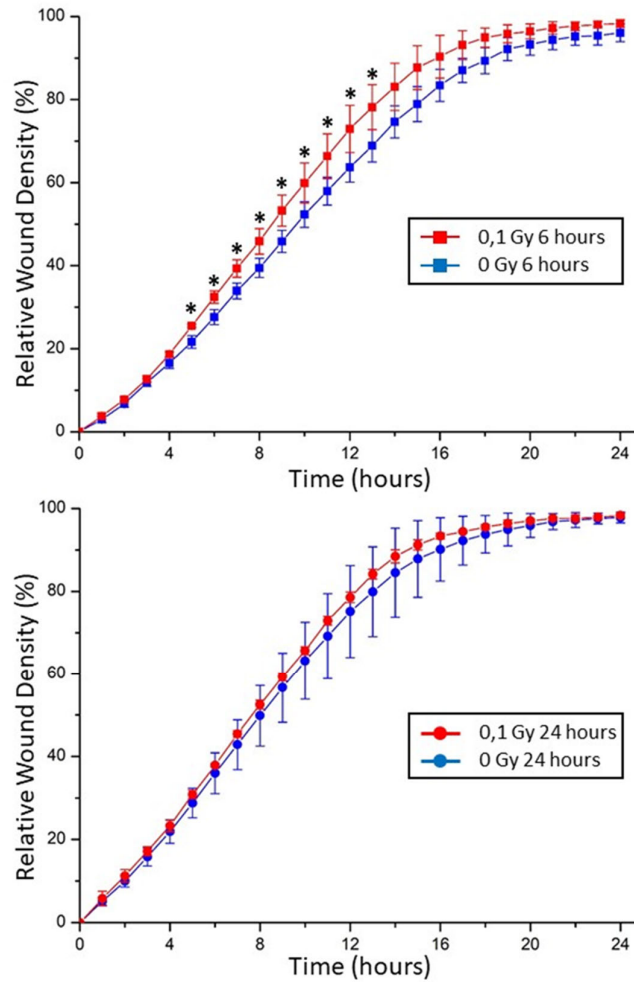 100
80
60
40
20
0
Relative Wound Density (%)
* * * * * * * * *
0,1 Gy 6 hours
0 Gy 6 hours
0 4 8 12 16 20 24
Time (hours)
100
80
60
40
20
0
Relative Wound Density (%)
0,1 Gy 24 hours
0 Gy 24 hours
0 4 8 12 16 20 24
Time (hours)